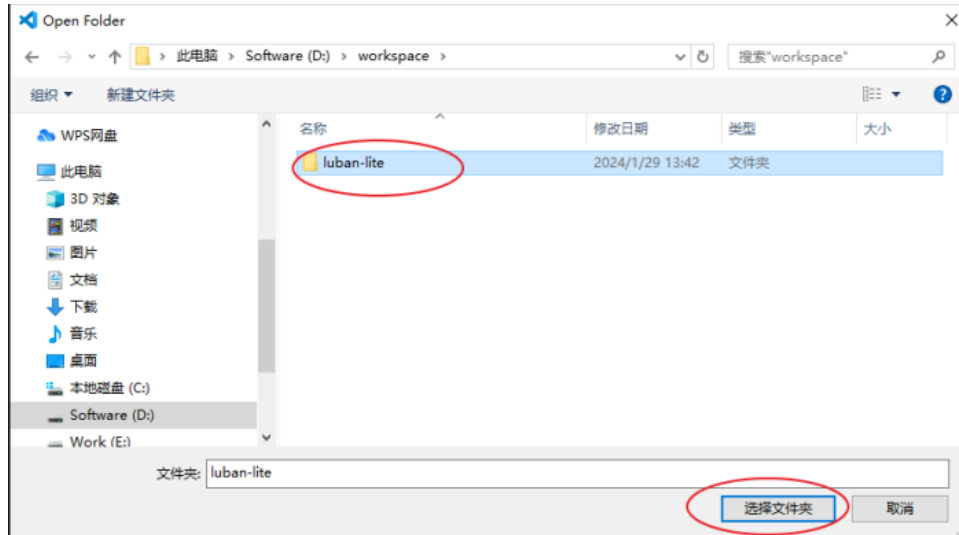 Open Folder
此电脑 > Software (D:) > workspace >
搜索"workspace"
组织
新建文件夹
名称 修改日期 类型 大小
luban-lite 2024/1/29 13:42 文件夹
WPS网盘
此电脑
3D 对象
视频
图片
文档
下载
音乐
桌面
本地磁盘 (C:)
Software (D:)
Work (E:)
文件夹: luban-lite
选择文件夹 取消